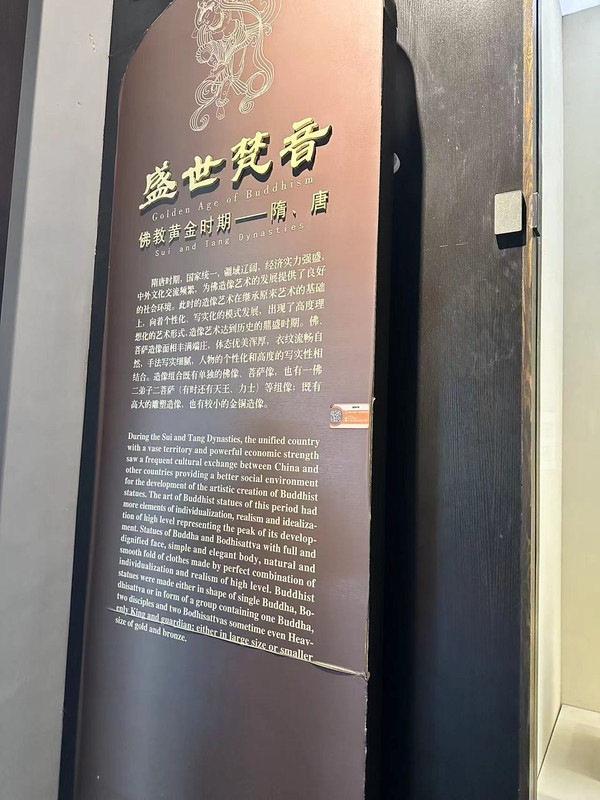 盛世梵音
Golden Age of Buddhism
佛教黄金时期——隋、唐
Sui and Tang Dynasties
隋唐时期，国家统一，疆域辽阔，经济实力强盛，
中外文化交流频繁，为佛造像艺术的发展提供了良好
的社会环境。此时的造像艺术在继承原来艺术的基础
上，向着个性化、写实化的模式发展，出现了高度理
想化的艺术形式，造像艺术达到历史的鼎盛时期。佛、
菩萨造像面相丰满端庄，体态优美浑厚，衣纹流畅自
然，手法写实细腻，人物的个性化和高度的写实性相
结合。造像组合既有单独的佛像、菩萨像，也有一佛
二弟子二菩萨（有时还有天王、力士）等组像；既有
高大的雕塑造像，也有较小的金铜造像。
During the Sui and Tang Dynasties, the unified country
with a vase territory and powerful economic strength
saw a frequent cultural exchange between China and
other countries providing a better social environment
for the development of the artistic creation of Buddhist
statues. The art of Buddhist statues of this period had
more elements of individualization, realism and idealiza-
tion of high level representing the peak of its develop-
ment. Statues of Buddha and Bodhisattva with full and
dignified face, simple and elegant body, natural and
smooth fold of clothes made by perfect combination of
individualization and realism of high level. Buddhist
statues were made either in shape of single Buddha, Bo-
dhisattva or in form of a group containing one Buddha,
two disciples and two Bodhisattvas sometime even Heav-
enly King and guardian; either in large size or smaller
size of gold and bronze.